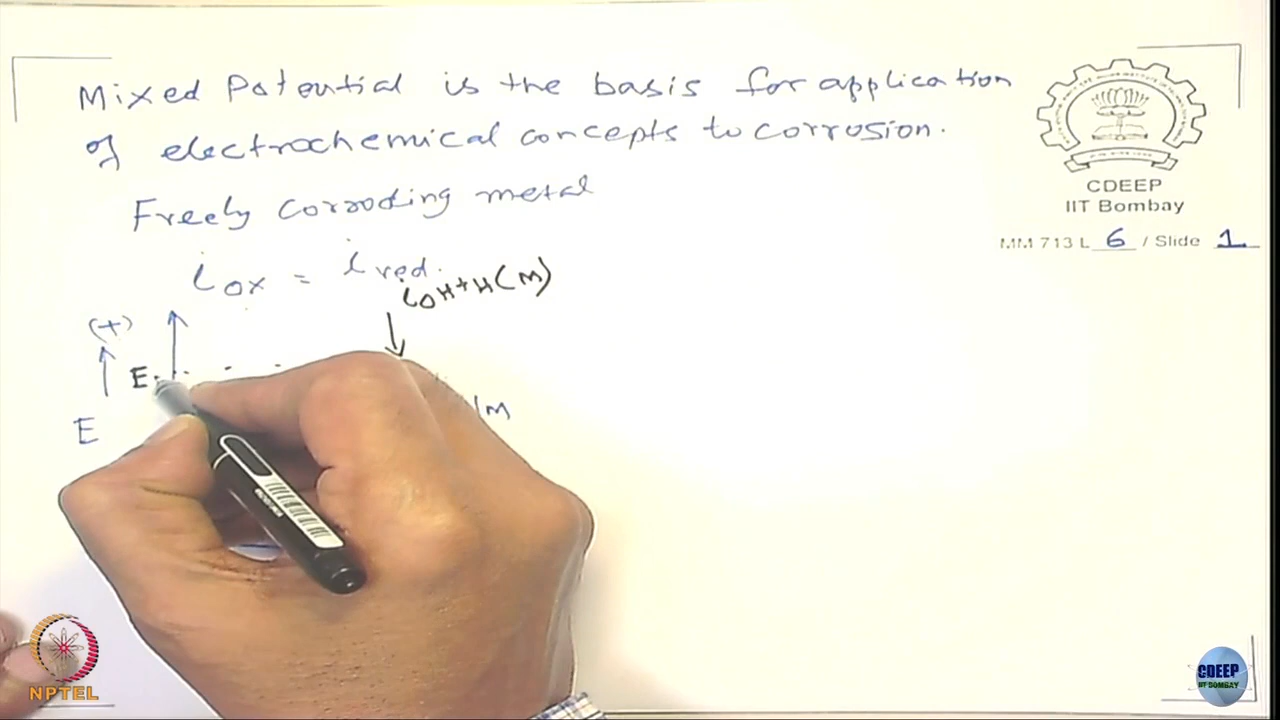 Mixed Potential is the basis for application
of electrochemical concepts to corrosion.
Freely corroding metal
i ox = i red.
i₀ H⁺/H (M)
(+)
E
E
/M
CDEEP
IIT Bombay
MM 713 L 6 / Slide 1
NPTEL
CDEEP
IIT BOMBAY